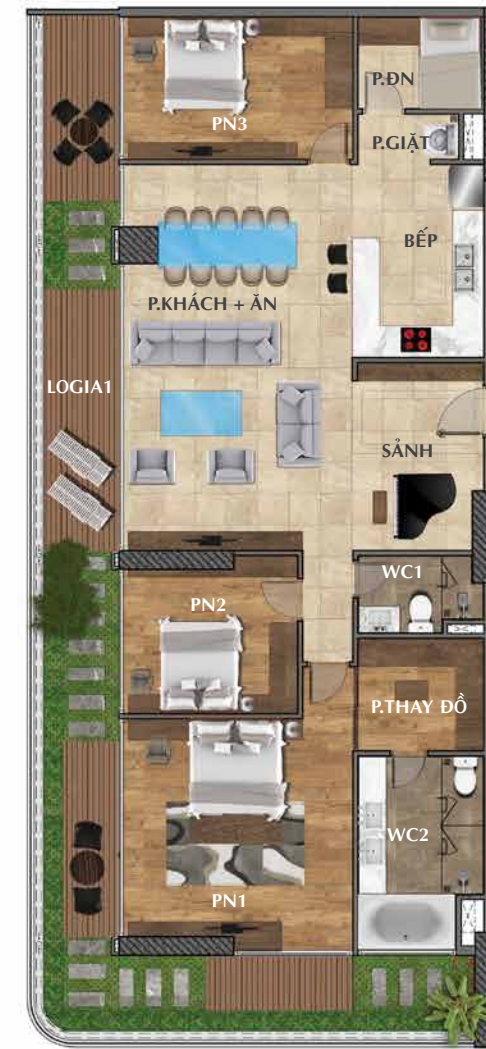 P.ĐN
PN3
P.GIẶT
BẾP
P.KHÁCH + ĂN
LOGIA1
SẢNH
WC1
PN2
P.THAY ĐỒ
WC2
PN1